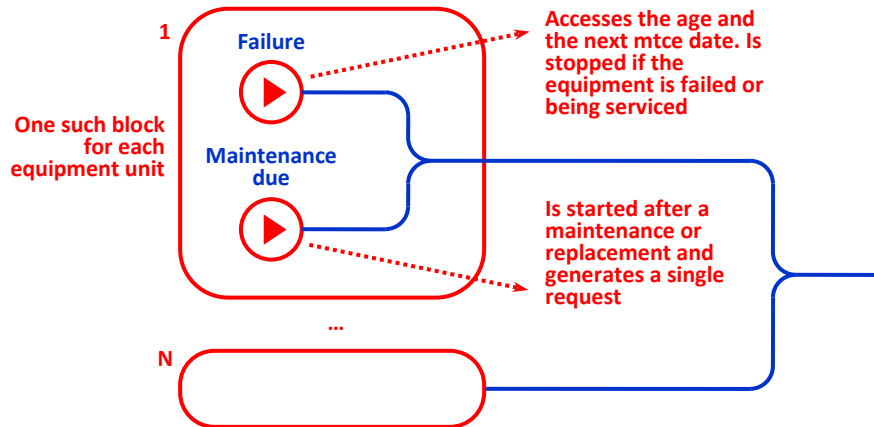 1
Failure
Accesses the age and
the next mtce date. Is
stopped if the
equipment is failed or
being serviced
One such block
for each
equipment unit
Maintenance
due
Is started after a
maintenance or
replacement and
generates a single
request
...
N